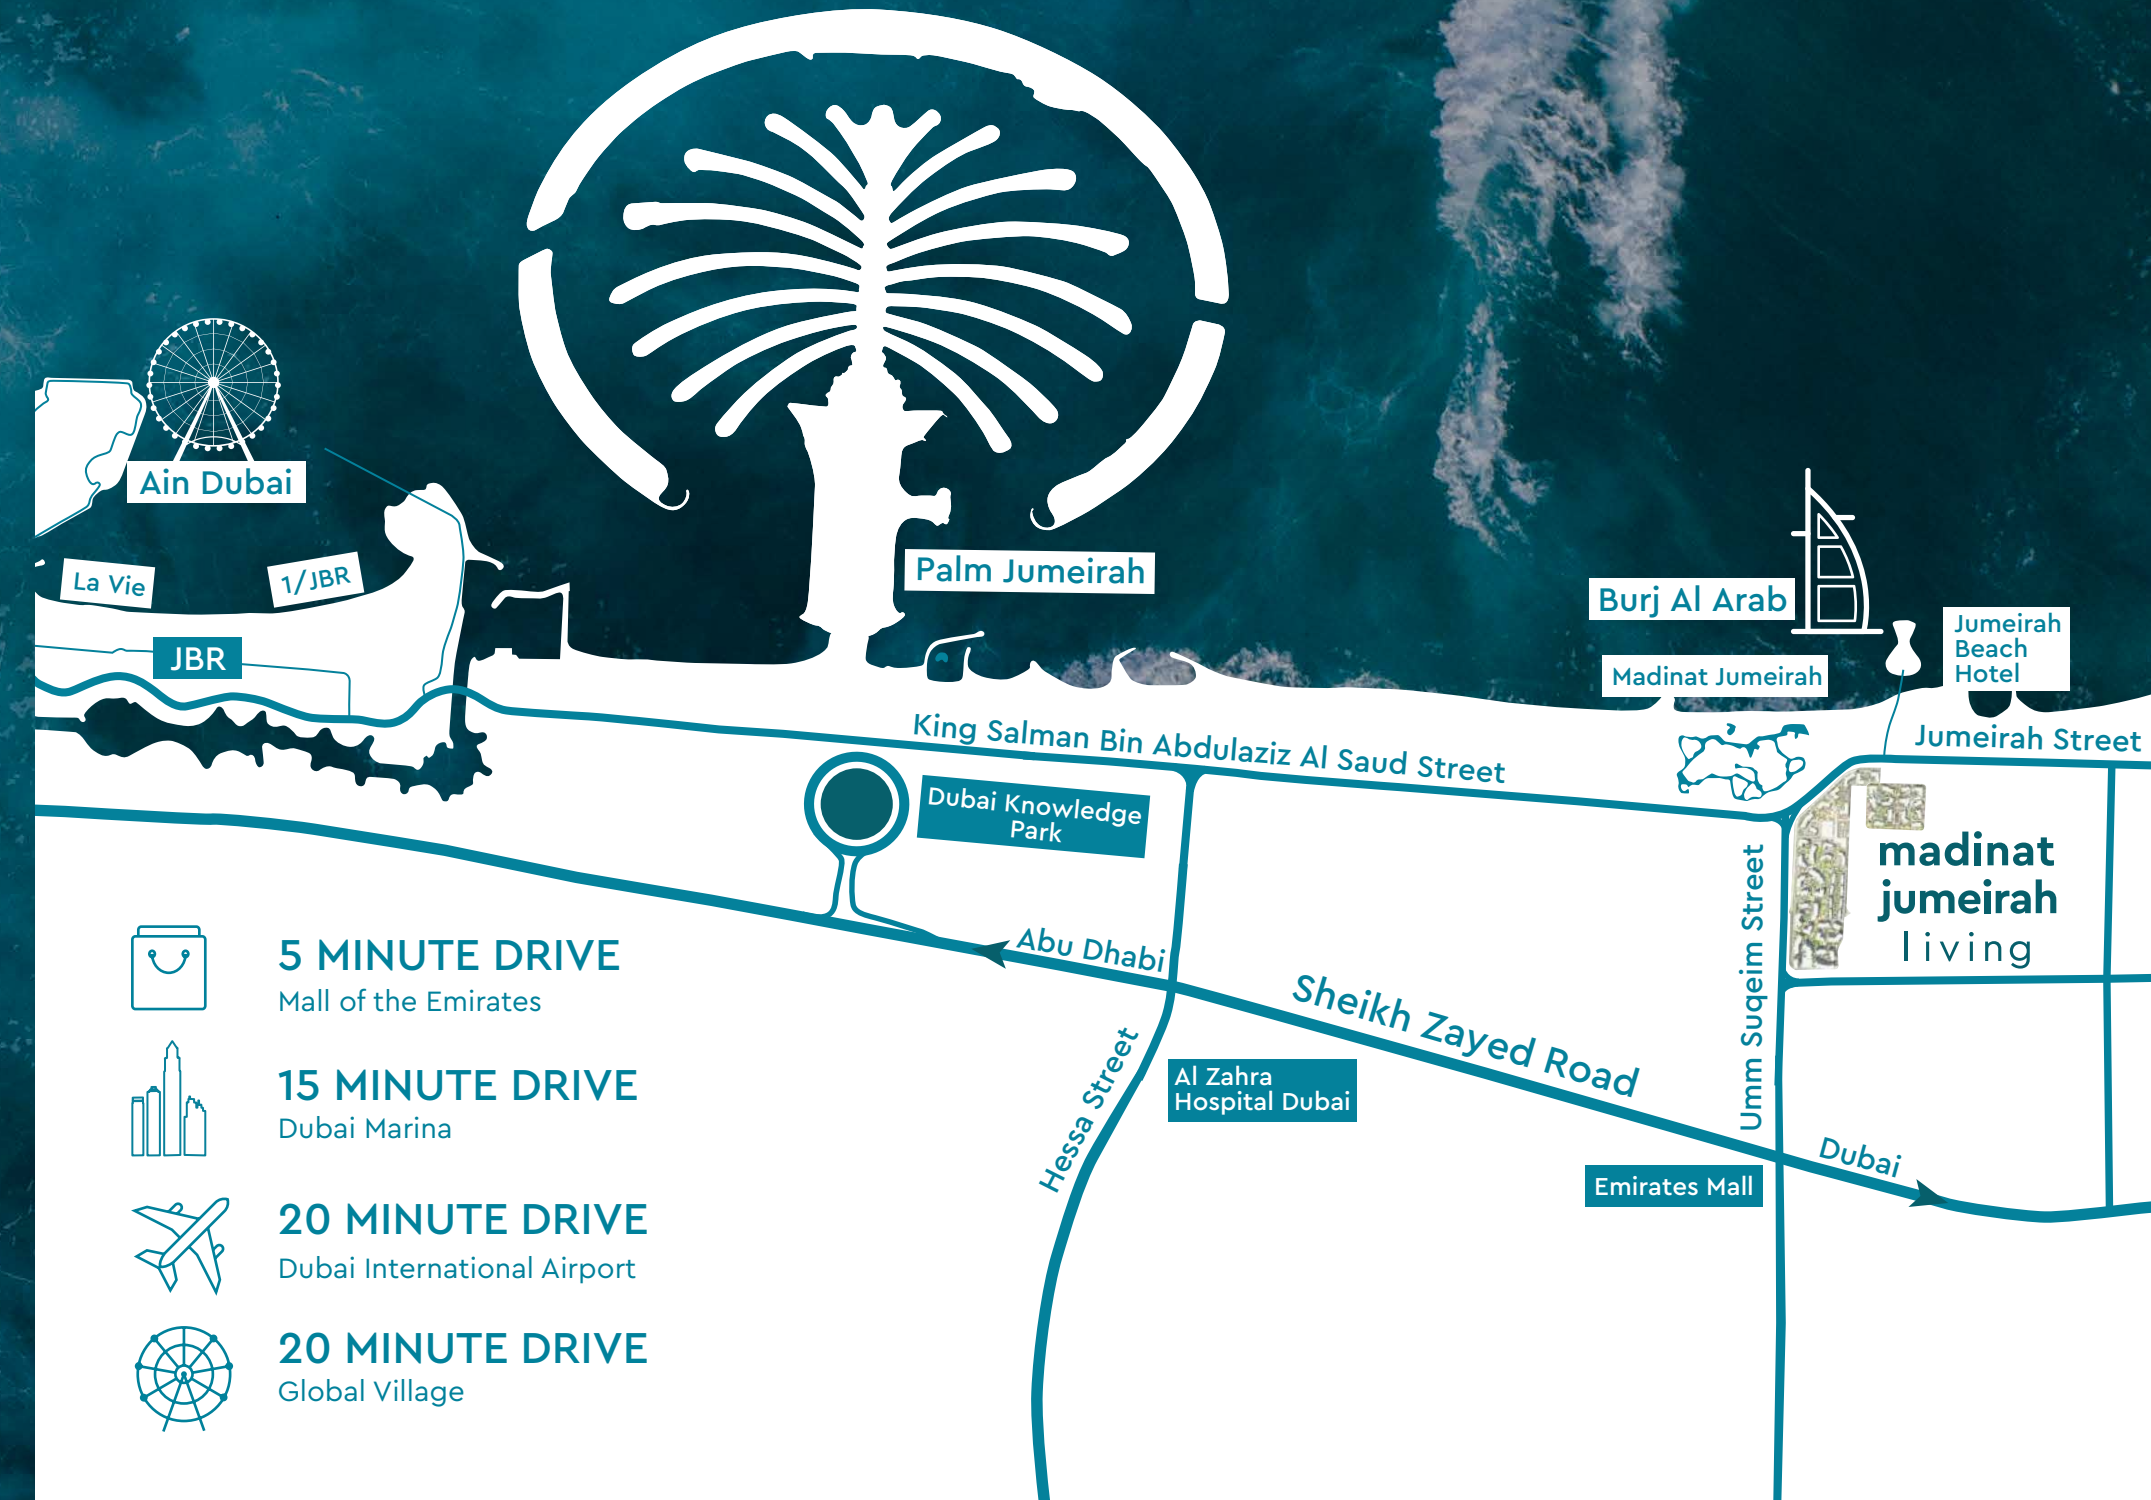 Ain Dubai
La Vie
1/JBR
JBR
Palm Jumeirah
Burj Al Arab
Madinat Jumeirah
Jumeirah
Beach
Hotel
King Salman Bin Abdulaziz Al Saud Street
Jumeirah Street
Dubai Knowledge
Park
madinat
jumeirah
living
Umm Suqeim Street
Abu Dhabi
Sheikh Zayed Road
Hessa Street
Al Zahra
Hospital Dubai
Dubai
Emirates Mall
5 MINUTE DRIVE
Mall of the Emirates
15 MINUTE DRIVE
Dubai Marina
20 MINUTE DRIVE
Dubai International Airport
20 MINUTE DRIVE
Global Village